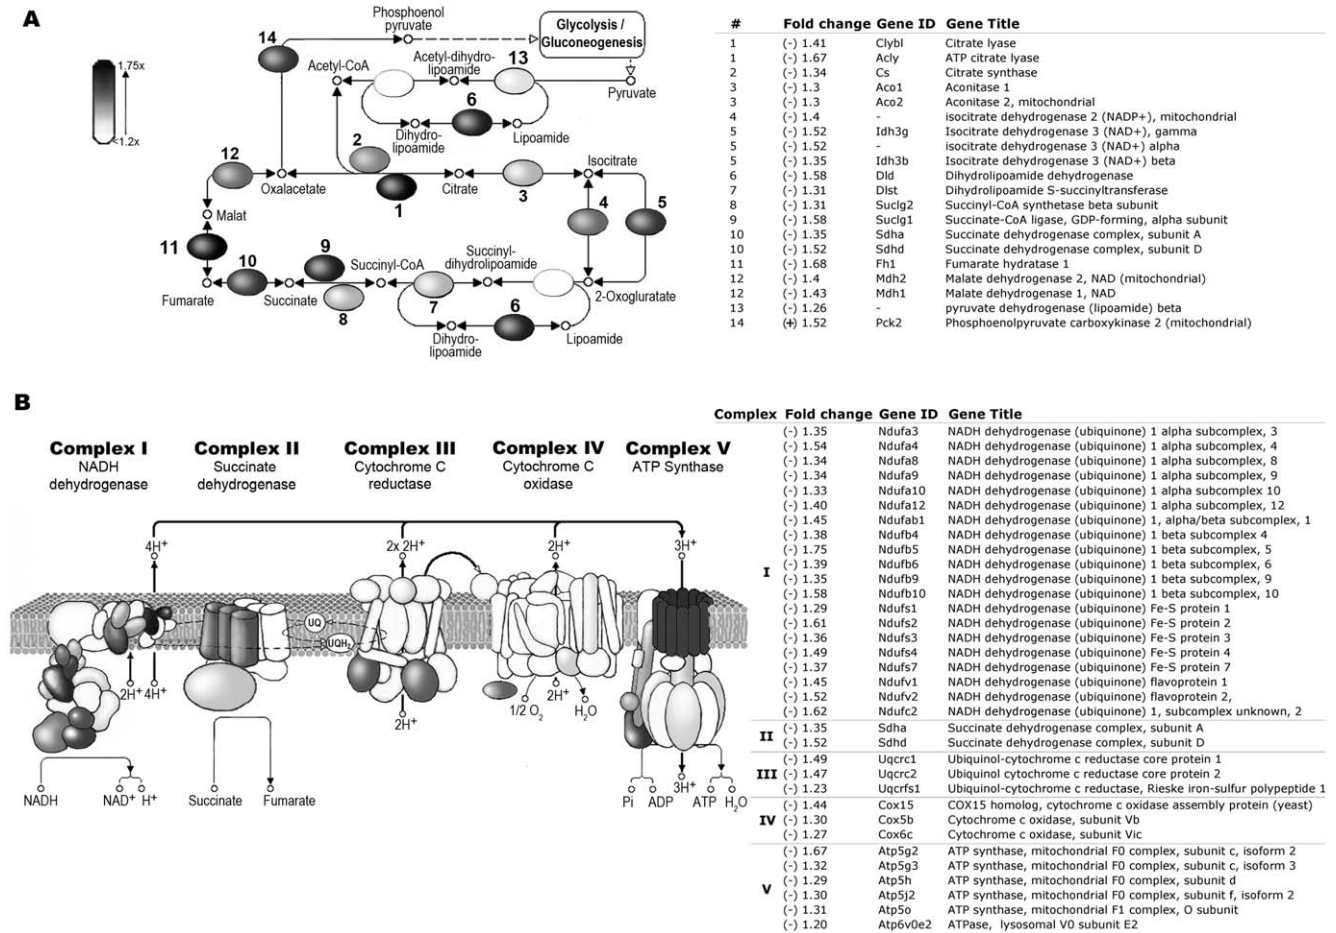 A
1.75x
<1.2x
Phosphoenol
pyruvate
Glycolysis /
Gluconeogenesis
14
Acetyl-CoA
Acetyl-dihydro-
lipoamide
13
Pyruvate
6
Dihydro-
lipoamide
Lipoamide
2
12
Oxalacetate
1
Citrate
3
Isocitrate
Malat
4
5
11
10
9
Succinyl-CoA
Succinyl-
dihydrolipoamide
Fumarate
Succinate
8
7
6
2-Oxogluratate
Dihydro-
lipoamide
Lipoamide
# Fold change Gene ID Gene Title
1 (-) 1.41 Clybl Citrate lyase
1 (-) 1.67 Acly ATP citrate lyase
2 (-) 1.34 Cs Citrate synthase
3 (-) 1.3 Aco1 Aconitase 1
3 (-) 1.3 Aco2 Aconitase 2, mitochondrial
4 (-) 1.4 - isocitrate dehydrogenase 2 (NADP+), mitochondrial
5 (-) 1.52 Idh3g Isocitrate dehydrogenase 3 (NAD+), gamma
5 (-) 1.52 - isocitrate dehydrogenase 3 (NAD+) alpha
5 (-) 1.35 Idh3b Isocitrate dehydrogenase 3 (NAD+) beta
6 (-) 1.58 Dld Dihydrolipoamide dehydrogenase
7 (-) 1.31 Dlst Dihydrolipoamide S-succinyltransferase
8 (-) 1.31 Suclg2 Succinyl-CoA synthetase beta subunit
9 (-) 1.58 Suclg1 Succinate-CoA ligase, GDP-forming, alpha subunit
10 (-) 1.35 Sdha Succinate dehydrogenase complex, subunit A
10 (-) 1.52 Sdhd Succinate dehydrogenase complex, subunit D
11 (-) 1.68 Fh1 Fumarate hydratase 1
12 (-) 1.4 Mdh2 Malate dehydrogenase 2, NAD (mitochondrial)
12 (-) 1.43 Mdh1 Malate dehydrogenase 1, NAD
13 (-) 1.26 - pyruvate dehydrogenase (lipoamide) beta
14 (+) 1.52 Pck2 Phosphoenolpyruvate carboxykinase 2 (mitochondrial)
B
Complex I
NADH
dehydrogenase
Complex II
Succinate
dehydrogenase
Complex III
Cytochrome C
reductase
Complex IV
Cytochrome C
oxidase
Complex V
ATP Synthase
4H+
2x 2H+
2H+
3H+
UQ
UQH2
2H+ 4H+
2H+
1/2 O2
2H+
H2O
NADH
NAD+ H+
Succinate
Fumarate
Pi
ADP
3H+
ATP
H2O
Complex Fold change Gene ID Gene Title
(-) 1.35 Ndufa3 NADH dehydrogenase (ubiquinone) 1 alpha subcomplex, 3
(-) 1.54 Ndufa4 NADH dehydrogenase (ubiquinone) 1 alpha subcomplex, 4
(-) 1.34 Ndufa8 NADH dehydrogenase (ubiquinone) 1 alpha subcomplex, 8
(-) 1.34 Ndufa9 NADH dehydrogenase (ubiquinone) 1 alpha subcomplex, 9
(-) 1.33 Ndufa10 NADH dehydrogenase (ubiquinone) 1 alpha subcomplex 10
(-) 1.40 Ndufa12 NADH dehydrogenase (ubiquinone) 1 alpha subcomplex, 12
(-) 1.45 Ndufab1 NADH dehydrogenase (ubiquinone) 1, alpha/beta subcomplex, 1
(-) 1.38 Ndufb4 NADH dehydrogenase (ubiquinone) 1 beta subcomplex 4
(-) 1.75 Ndufb5 NADH dehydrogenase (ubiquinone) 1 beta subcomplex, 5
(-) 1.39 Ndufb6 NADH dehydrogenase (ubiquinone) 1 beta subcomplex, 6
I
(-) 1.35 Ndufb9 NADH dehydrogenase (ubiquinone) 1 beta subcomplex, 9
(-) 1.58 Ndufb10 NADH dehydrogenase (ubiquinone) 1 beta subcomplex, 10
(-) 1.29 Ndufs1 NADH dehydrogenase (ubiquinone) Fe-S protein 1
(-) 1.61 Ndufs2 NADH dehydrogenase (ubiquinone) Fe-S protein 2
(-) 1.36 Ndufs3 NADH dehydrogenase (ubiquinone) Fe-S protein 3
(-) 1.49 Ndufs4 NADH dehydrogenase (ubiquinone) Fe-S protein 4
(-) 1.37 Ndufs7 NADH dehydrogenase (ubiquinone) Fe-S protein 7
(-) 1.45 Ndufv1 NADH dehydrogenase (ubiquinone) flavoprotein 1
(-) 1.52 Ndufv2 NADH dehydrogenase (ubiquinone) flavoprotein 2,
(-) 1.62 Ndufc2 NADH dehydrogenase (ubiquinone) 1, subcomplex unknown, 2
II
(-) 1.35 Sdha Succinate dehydrogenase complex, subunit A
(-) 1.52 Sdhd Succinate dehydrogenase complex, subunit D
(-) 1.49 Uqcrc1 Ubiquinol-cytochrome c reductase core protein 1
III (-) 1.47 Uqcrc2 Ubiquinol cytochrome c reductase core protein 2
(-) 1.23 Uqcrfs1 Ubiquinol-cytochrome c reductase, Rieske iron-sulfur polypeptide 1
(-) 1.44 Cox15 COX15 homolog, cytochrome c oxidase assembly protein (yeast)
IV (-) 1.30 Cox5b Cytochrome c oxidase, subunit Vb
(-) 1.27 Cox6c Cytochrome c oxidase, subunit Vic
(-) 1.67 Atp5g2 ATP synthase, mitochondrial F0 complex, subunit c, isoform 2
(-) 1.32 Atp5g3 ATP synthase, mitochondrial F0 complex, subunit c, isoform 3
(-) 1.29 Atp5h ATP synthase, mitochondrial F0 complex, subunit d
V
(-) 1.30 Atp5j2 ATP synthase, mitochondrial F0 complex, subunit f, isoform 2
(-) 1.31 Atp5o ATP synthase, mitochondrial F1 complex, O subunit
(-) 1.20 Atp6v0e2 ATPase, lysosomal V0 subunit E2